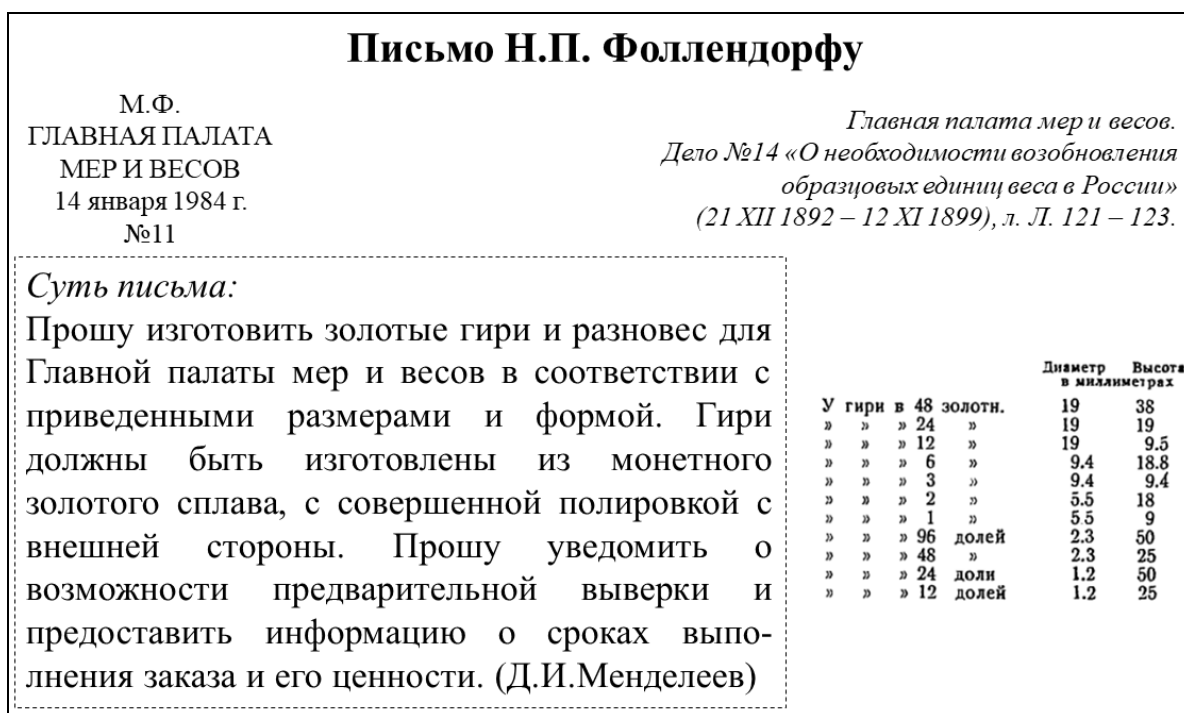 Письмо Н.П. Фоллендорфу
М.Ф.
ГЛАВНАЯ ПАЛАТА
МЕР И ВЕСОВ
14 января 1984 г.
№11
Главная палата мер и весов.
Дело №14 «О необходимости возобновления
образцовых единиц веса в России»
(21 XII 1892 – 12 XI 1899), л. Л. 121 – 123.
Суть письма:
Прошу изготовить золотые гири и разновес для
Главной палаты мер и весов в соответствии с
приведенными размерами и формой. Гири
должны быть изготовлены из монетного
золотого сплава, с совершенной полировкой с
внешней стороны. Прошу уведомить о
возможности предварительной выверки и
предоставить информацию о сроках выпо-
лнения заказа и его ценности. (Д.И.Менделеев)
Диаметр Высота
в миллиметрах
У гири в 48 золотн. 19 38
» » » 24 » 19 19
» » » 12 » 19 9.5
» » » 6 » 9.4 18.8
» » » 3 » 9.4 9.4
» » » 2 » 5.5 18
» » » 1 » 5.5 9
» » » 96 долей 2.3 50
» » » 48 » 2.3 25
» » » 24 доли 1.2 50
» » » 12 долей 1.2 25